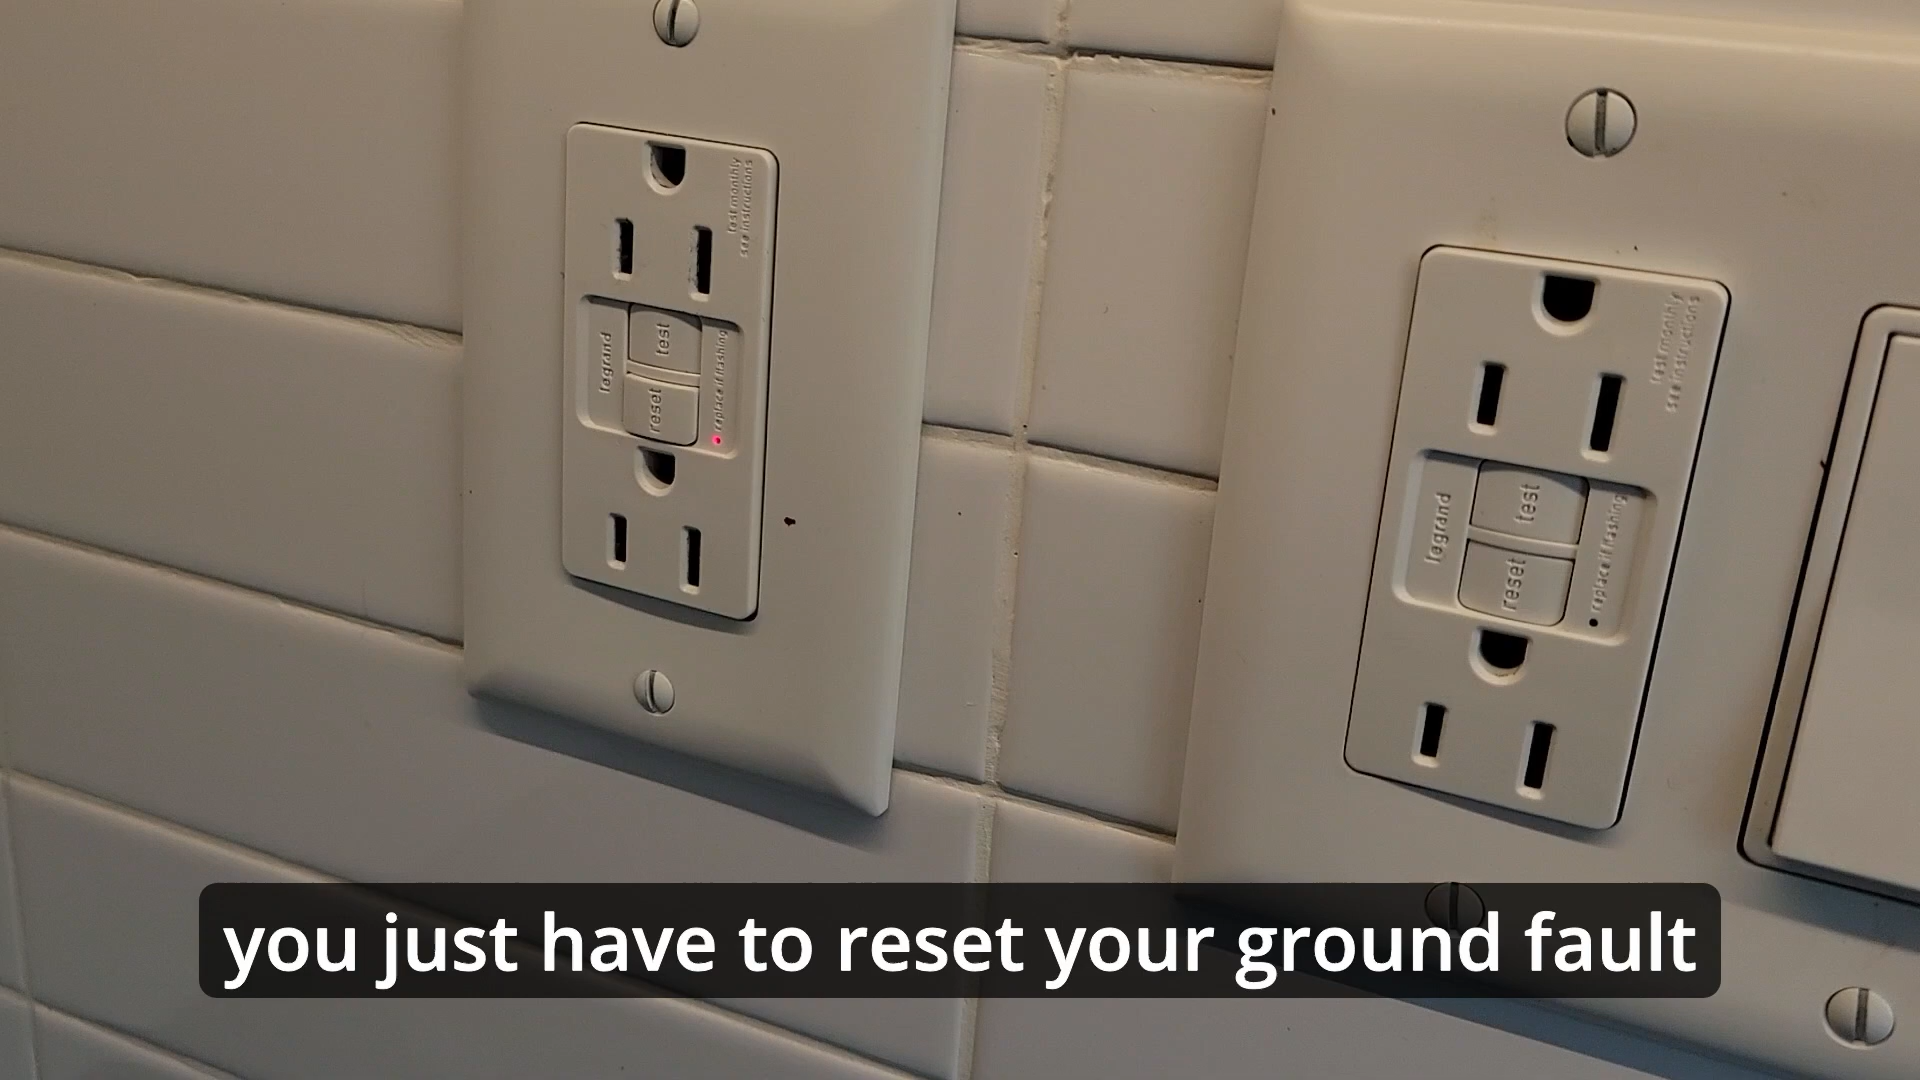 test monthly
see instructions
legrand
test
reset
replace if flashing
test monthly
see instructions
legrand
test
reset
replace if flashing
you just have to reset your ground fault